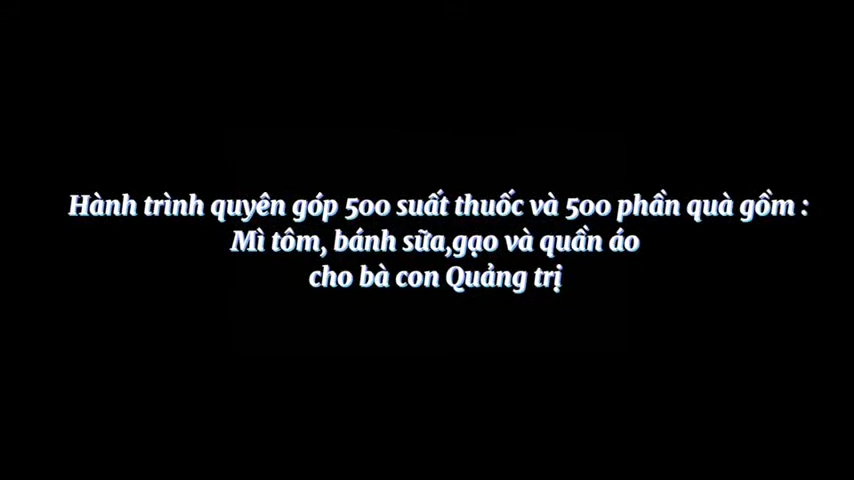 Hành trình quyên góp 500 suất thuốc và 500 phần quà gồm :
Mì tôm, bánh sữa,gạo và quần áo
cho bà con Quảng trị